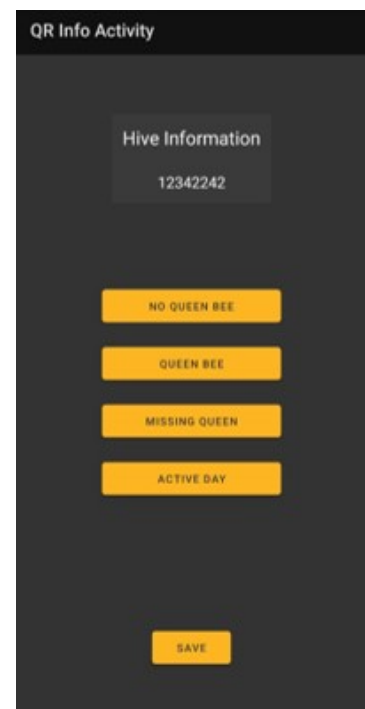 QR Info Activity
Hive Information
12342242
NO QUEEN BEE
QUEEN BEE
MISSING QUEEN
ACTIVE DAY
SAVE